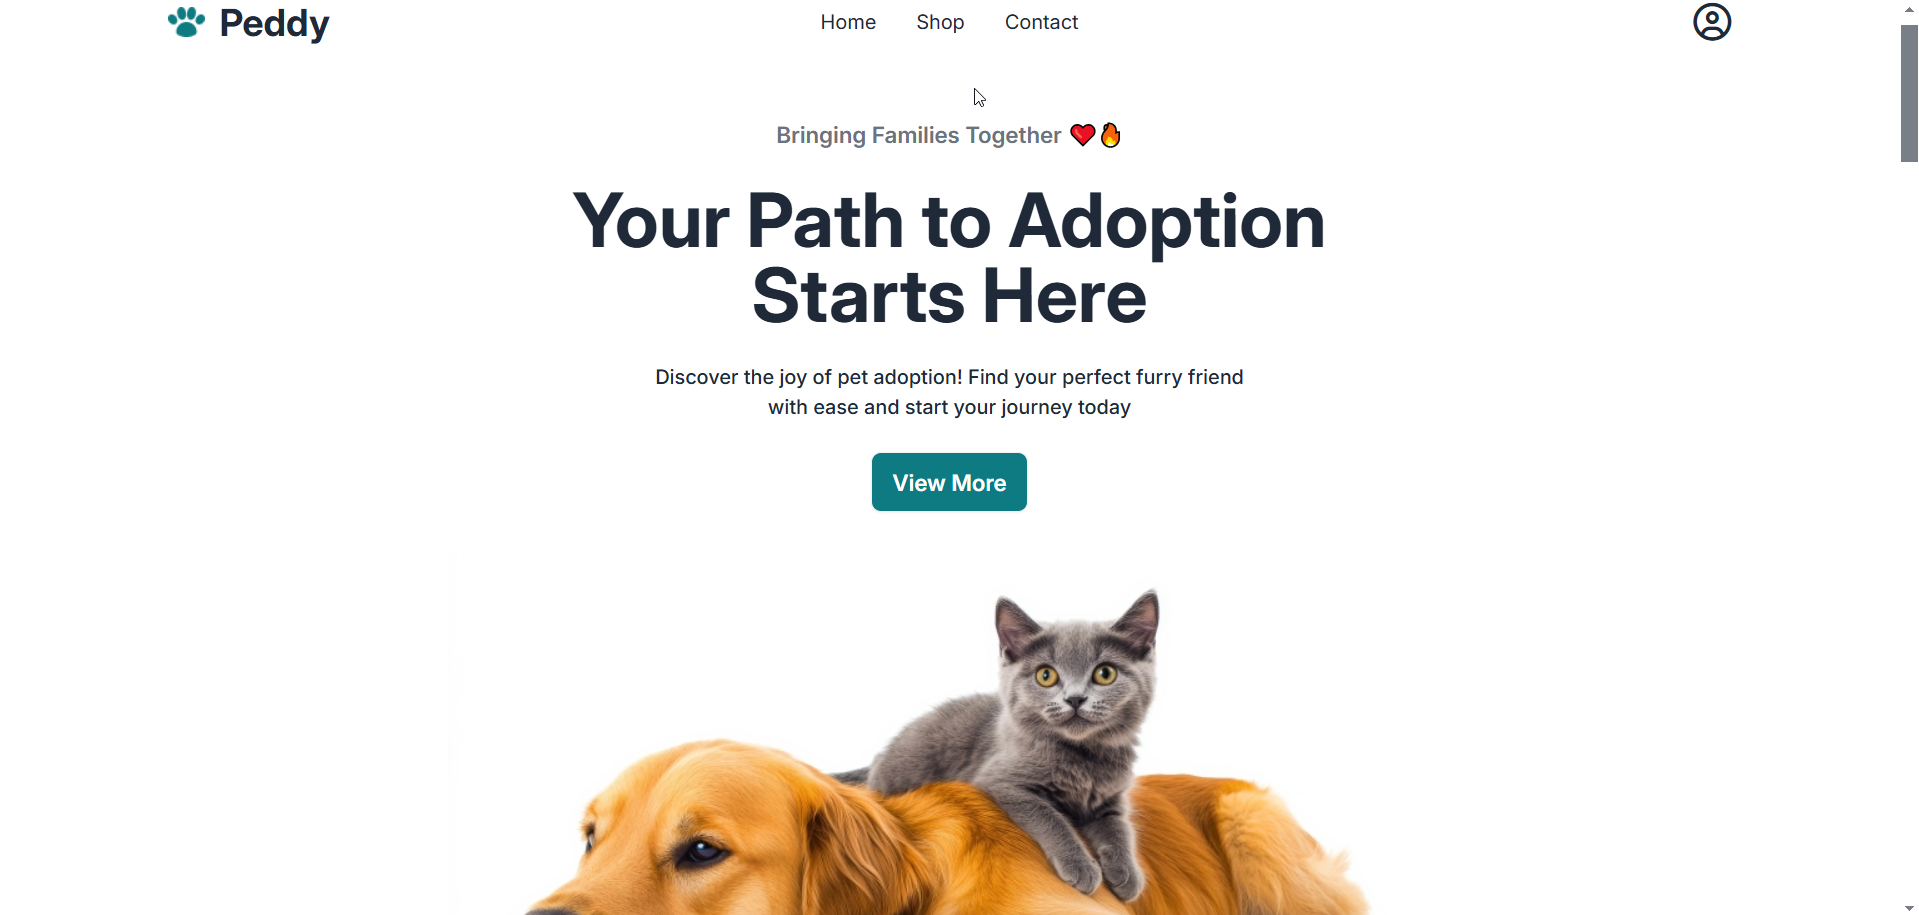 Peddy
Home Shop Contact
Bringing Families Together ❤️🔥
Your Path to Adoption
Starts Here
Discover the joy of pet adoption! Find your perfect furry friend
with ease and start your journey today
View More